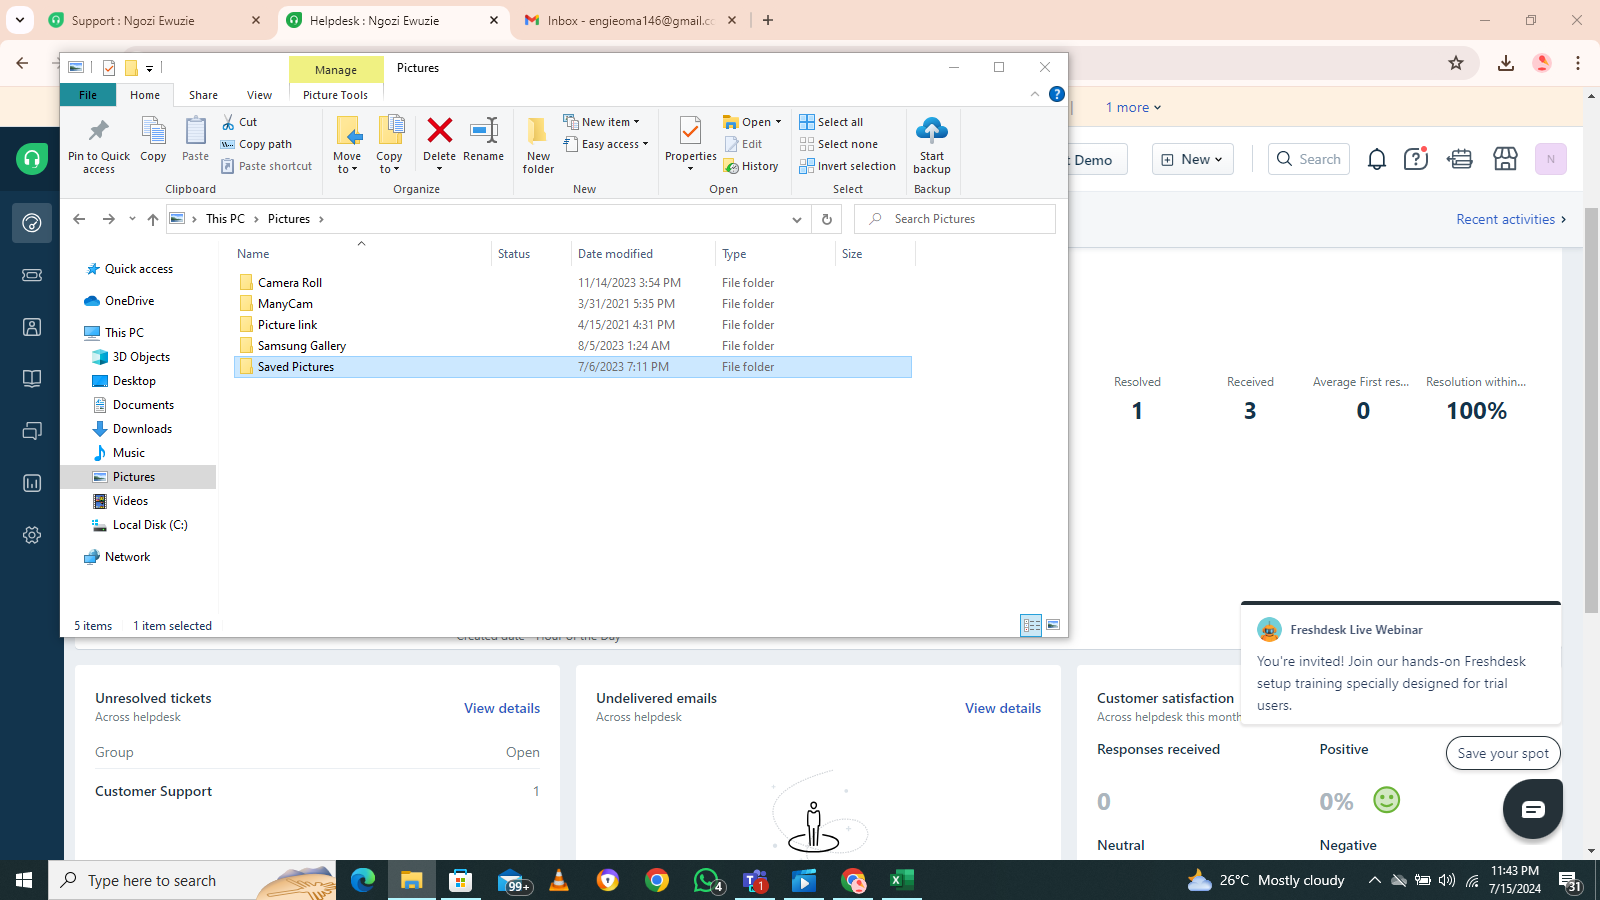 Support : Ngozi Ewuzie
Helpdesk : Ngozi Ewuzie
Inbox - engieoma146@gmail.c
Manage
Pictures
File
Home
Share
View
Picture Tools
1 more
Pin to Quick access
Copy
Paste
Cut
Copy path
Paste shortcut
Clipboard
Move to
Copy to
Delete
Rename
Organize
New folder
New item
Easy access
New
Properties
Open
Edit
History
Open
Select all
Select none
Invert selection
Select
Start backup
Backup
Demo
New
Search
N
This PC
Pictures
Search Pictures
Recent activities
Name
Status
Date modified
Type
Size
Quick access
OneDrive
This PC
3D Objects
Desktop
Documents
Downloads
Music
Pictures
Videos
Local Disk (C:)
Network
Camera Roll 11/14/2023 3:54 PM File folder
ManyCam 3/31/2021 5:35 PM File folder
Picture link 4/15/2021 4:31 PM File folder
Samsung Gallery 8/5/2023 1:24 AM File folder
Saved Pictures 7/6/2023 7:11 PM File folder
Resolved
Received
Average First res...
Resolution within...
1
3
0
100%
5 items
1 item selected
Freshdesk Live Webinar
You're invited! Join our hands-on Freshdesk
setup training specially designed for trial
users.
Save your spot
Unresolved tickets
Across helpdesk
View details
Group
Open
Customer Support
1
Undelivered emails
Across helpdesk
View details
Customer satisfaction
Across helpdesk this month
Responses received
Positive
0
0%
Neutral
Negative
Type here to search
99+
4
1
26°C Mostly cloudy
11:43 PM
7/15/2024
31